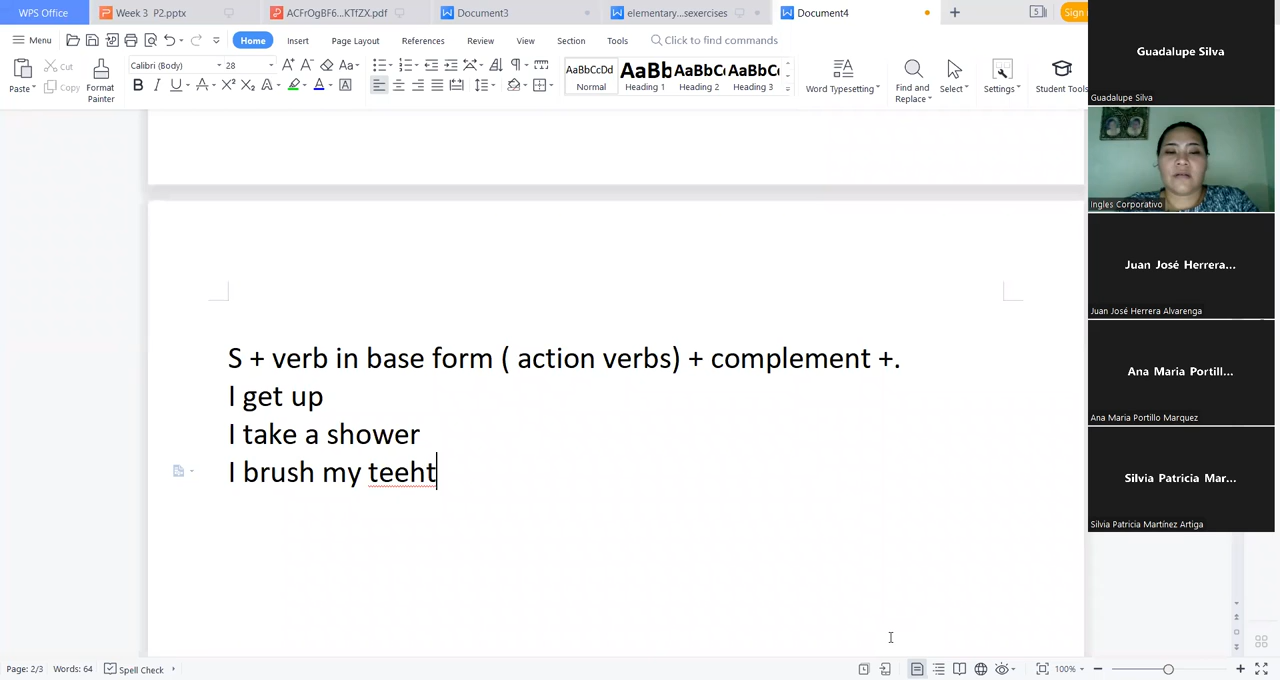 WPS Office
Week 3 P2.pptx
ACFrOgBF6...KTfZX.pdf
Document3
elementary...sexercises
Document4
Sign
Menu
Home
Insert
Page Layout
References
Review
View
Section
Tools
Click to find commands
Paste
Cut
Copy
Format
Painter
Calibri (Body)
28
AaBbCcDd
Normal
AaBb
Heading 1
AaBbCc
Heading 2
AaBbCc
Heading 3
Word Typesetting
Find and
Replace
Select
Settings
Student Tools
S + verb in base form ( action verbs) + complement +.
I get up
I take a shower
I brush my teeht
Guadalupe Silva
Guadalupe Silva
Ingles Corporativo
Juan José Herrera...
Juan José Herrera Alvarenga
Ana Maria Portill...
Ana Maria Portillo Marquez
Silvia Patricia Mar...
Silvia Patricia Martínez Artiga
Page: 2/3
Words: 64
Spell Check
100%